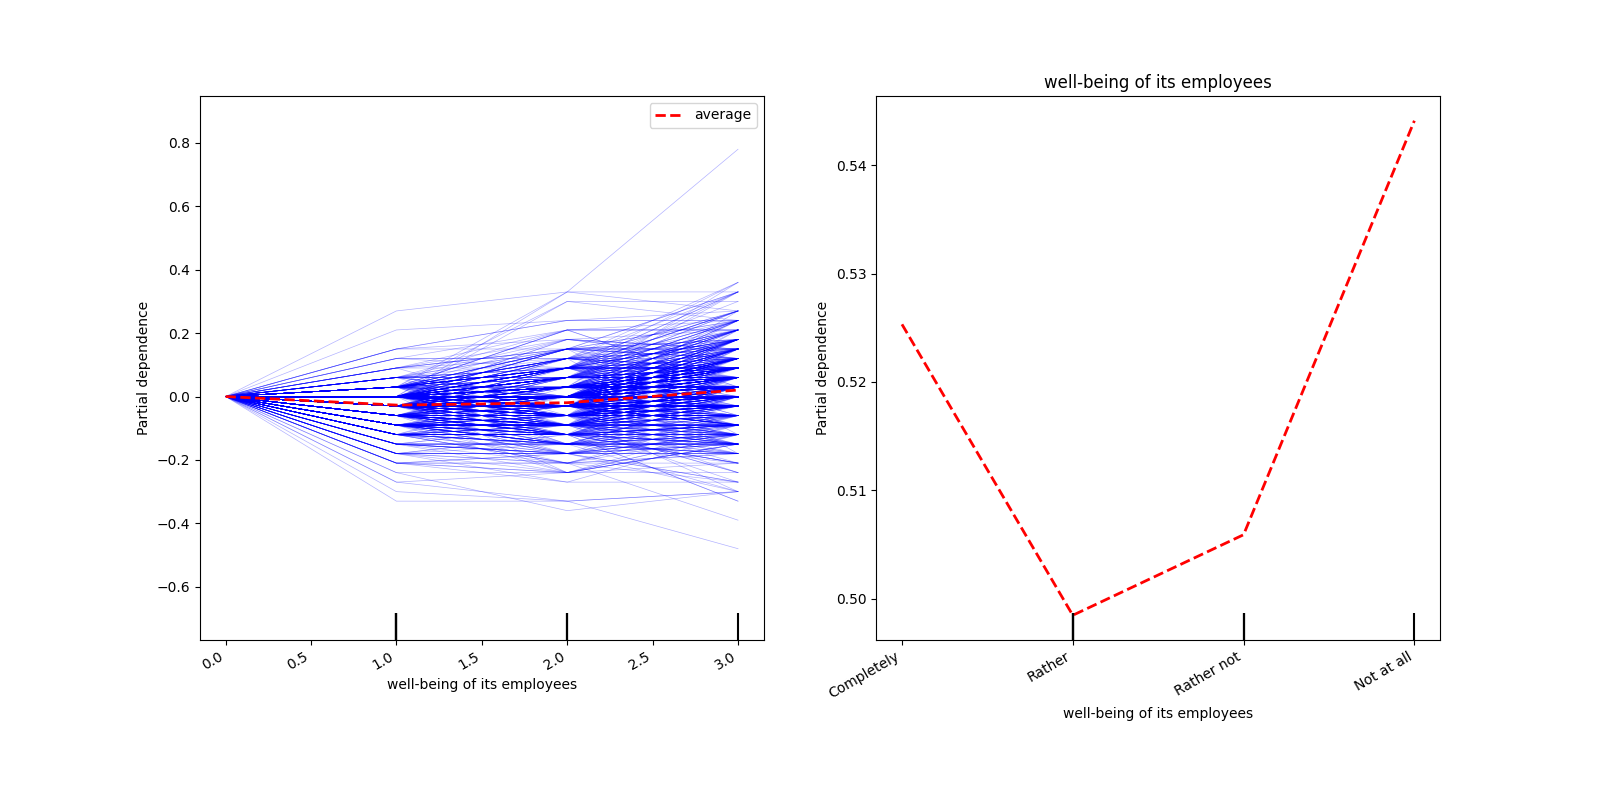 average
Partial dependence
0.8
0.6
0.4
0.2
0.0
−0.2
−0.4
−0.6
0.0
0.5
1.0
1.5
2.0
2.5
3.0
well-being of its employees
well-being of its employees
Partial dependence
0.54
0.53
0.52
0.51
0.50
Completely
Rather
Rather not
Not at all
well-being of its employees